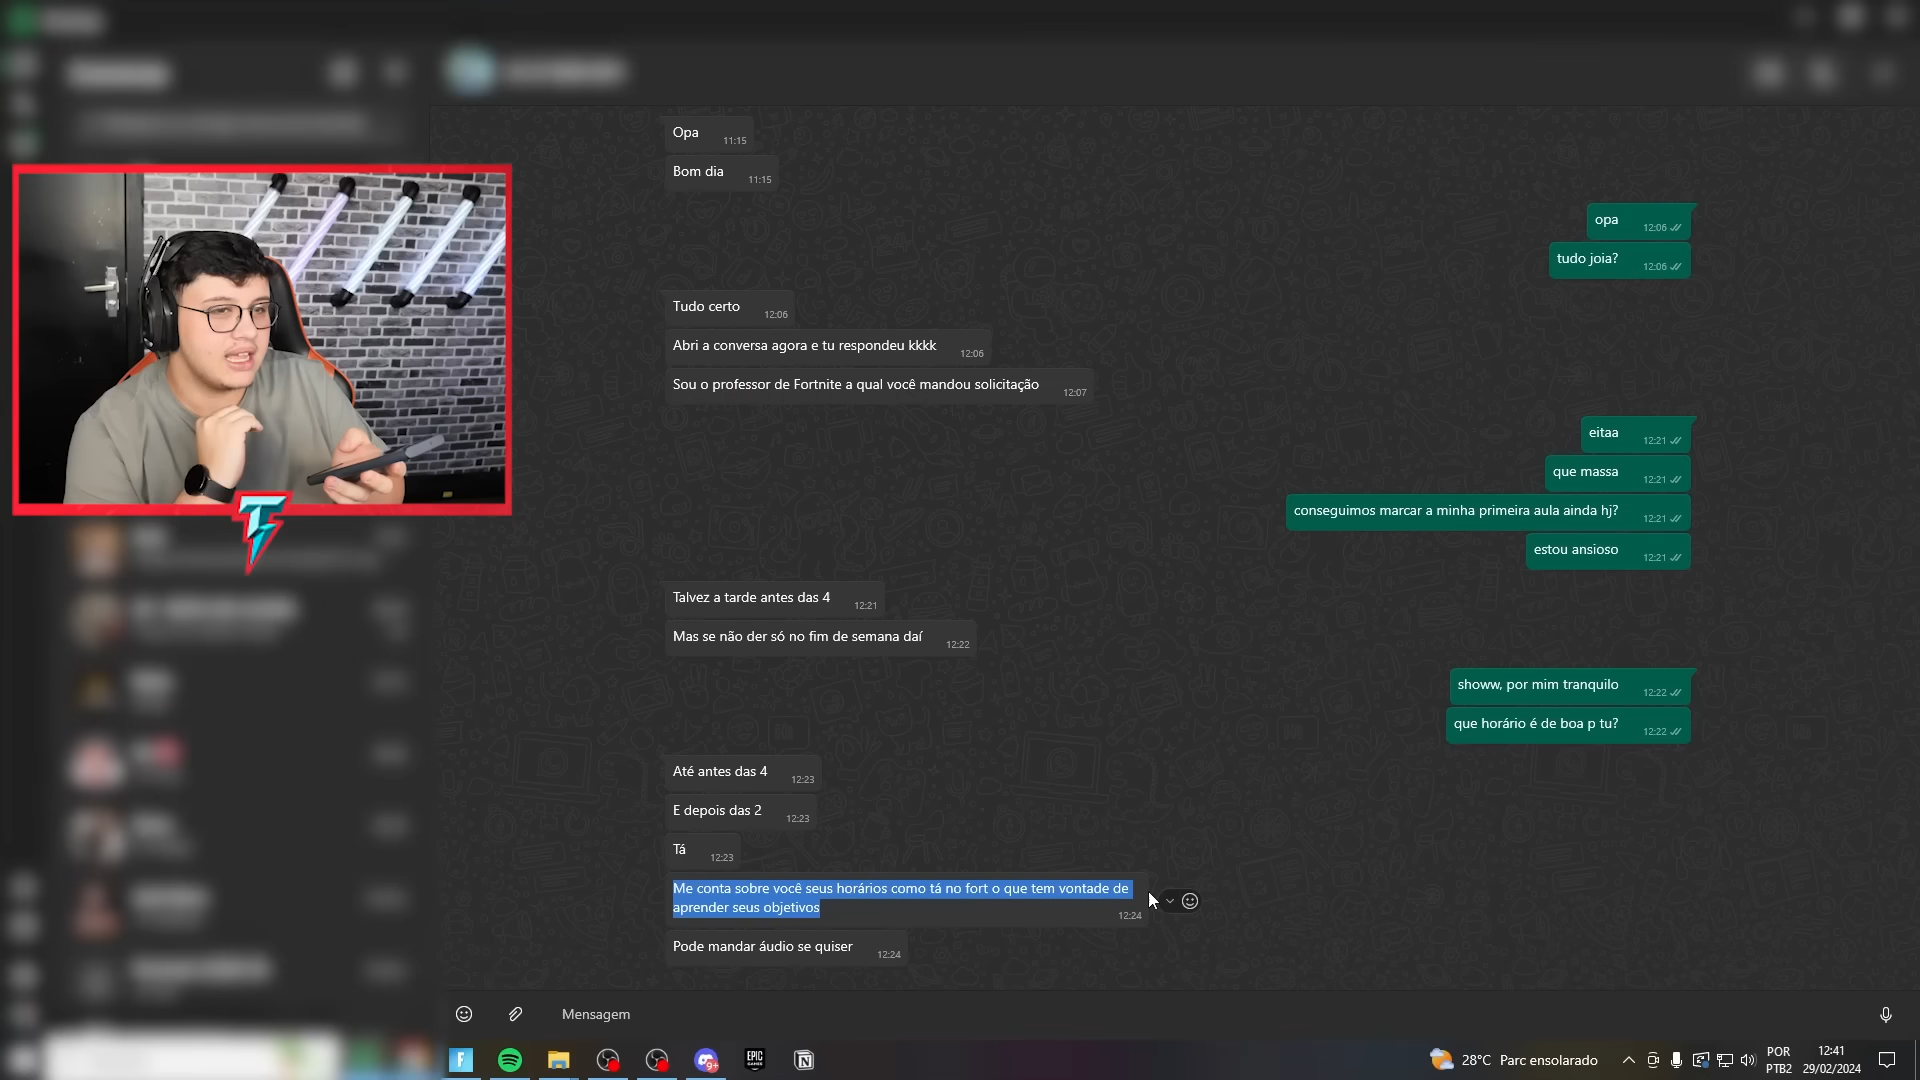 Opa
11:15
Bom dia
11:15
opa
12:06
tudo joia?
12:06
Tudo certo
12:06
Abri a conversa agora e tu respondeu kkkk
12:06
Sou o professor de Fortnite a qual você mandou solicitação
12:07
eitaa
12:21
que massa
12:21
conseguimos marcar a minha primeira aula ainda hj?
12:21
estou ansioso
12:21
Talvez a tarde antes das 4
12:21
Mas se não der só no fim de semana daí
12:22
showw, por mim tranquilo
12:22
que horário é de boa p tu?
12:22
Até antes das 4
12:23
E depois das 2
12:23
Tá
12:23
Me conta sobre você seus horários como tá no fort o que tem vontade de
aprender seus objetivos
12:24
Pode mandar áudio se quiser
12:24
Mensagem
T
F
9+
EPIC
GAMES
N
28°C Parc ensolarado
POR
PTB2
12:41
29/02/2024